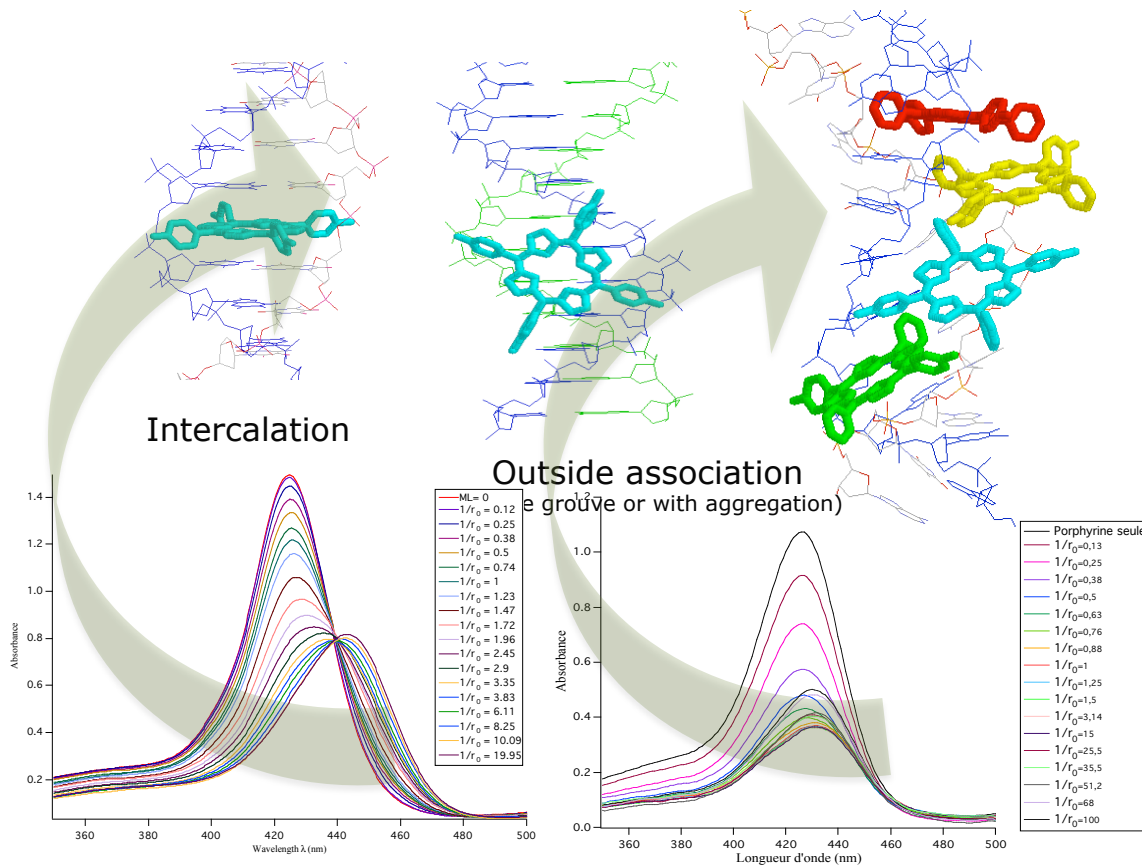 Intercalation
Outside association
e grouve or with aggregation)
1.4
1.2
1.0
0.8
0.6
0.4
0.2
Absorbance
360
380
400
420
440
460
480
500
Wavelength λ (nm)
ML= 0
1/r₀ = 0.12
1/r₀ = 0.25
1/r₀ = 0.38
1/r₀ = 0.5
1/r₀ = 0.74
1/r₀ = 1
1/r₀ = 1.23
1/r₀ = 1.47
1/r₀ = 1.72
1/r₀ = 1.96
1/r₀ = 2.45
1/r₀ = 2.9
1/r₀ = 3.35
1/r₀ = 3.83
1/r₀ = 6.11
1/r₀ = 8.25
1/r₀ = 10.09
1/r₀ = 19.95
1.2
1.0
0.8
0.6
0.4
0.2
0.0
Absorbance
360
380
400
420
440
460
480
500
Longueur d'onde (nm)
Porphyrine seule
1/r₀=0,13
1/r₀=0,25
1/r₀=0,38
1/r₀=0,5
1/r₀=0,63
1/r₀=0,76
1/r₀=0,88
1/r₀=1
1/r₀=1,25
1/r₀=1,5
1/r₀=3,14
1/r₀=15
1/r₀=25,5
1/r₀=35,5
1/r₀=51,2
1/r₀=68
1/r₀=100